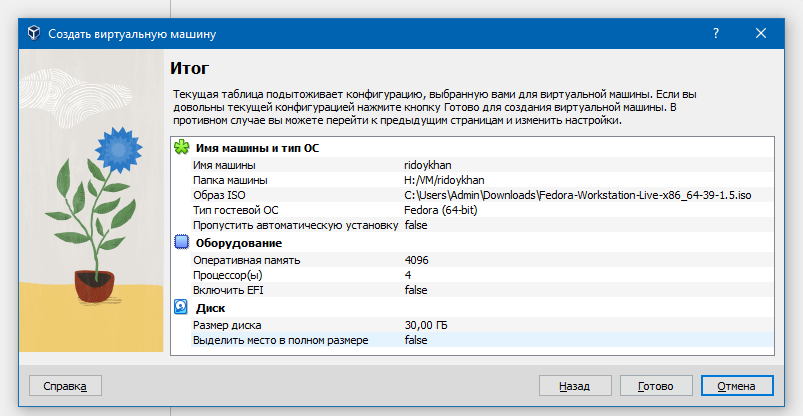 Создать виртуальную машину
Итог
Текущая таблица подытоживает конфигурацию, выбранную вами для виртуальной машины. Если вы
довольны текущей конфигурацией нажмите кнопку Готово для создания виртуальной машины. В
противном случае вы можете перейти к предыдущим страницам и изменить настройки.
Имя машины и тип ОС
Имя машины ridoykhan
Папка машины H:/VM/ridoykhan
Образ ISO C:\Users\Admin\Downloads\Fedora-Workstation-Live-x86_64-39-1.5.iso
Тип гостевой ОС Fedora (64-bit)
Пропустить автоматическую установку false
Оборудование
Оперативная память 4096
Процессор(ы) 4
Включить EFI false
Диск
Размер диска 30,00 ГБ
Выделить место в полном размере false
Справка Назад Готово Отмена